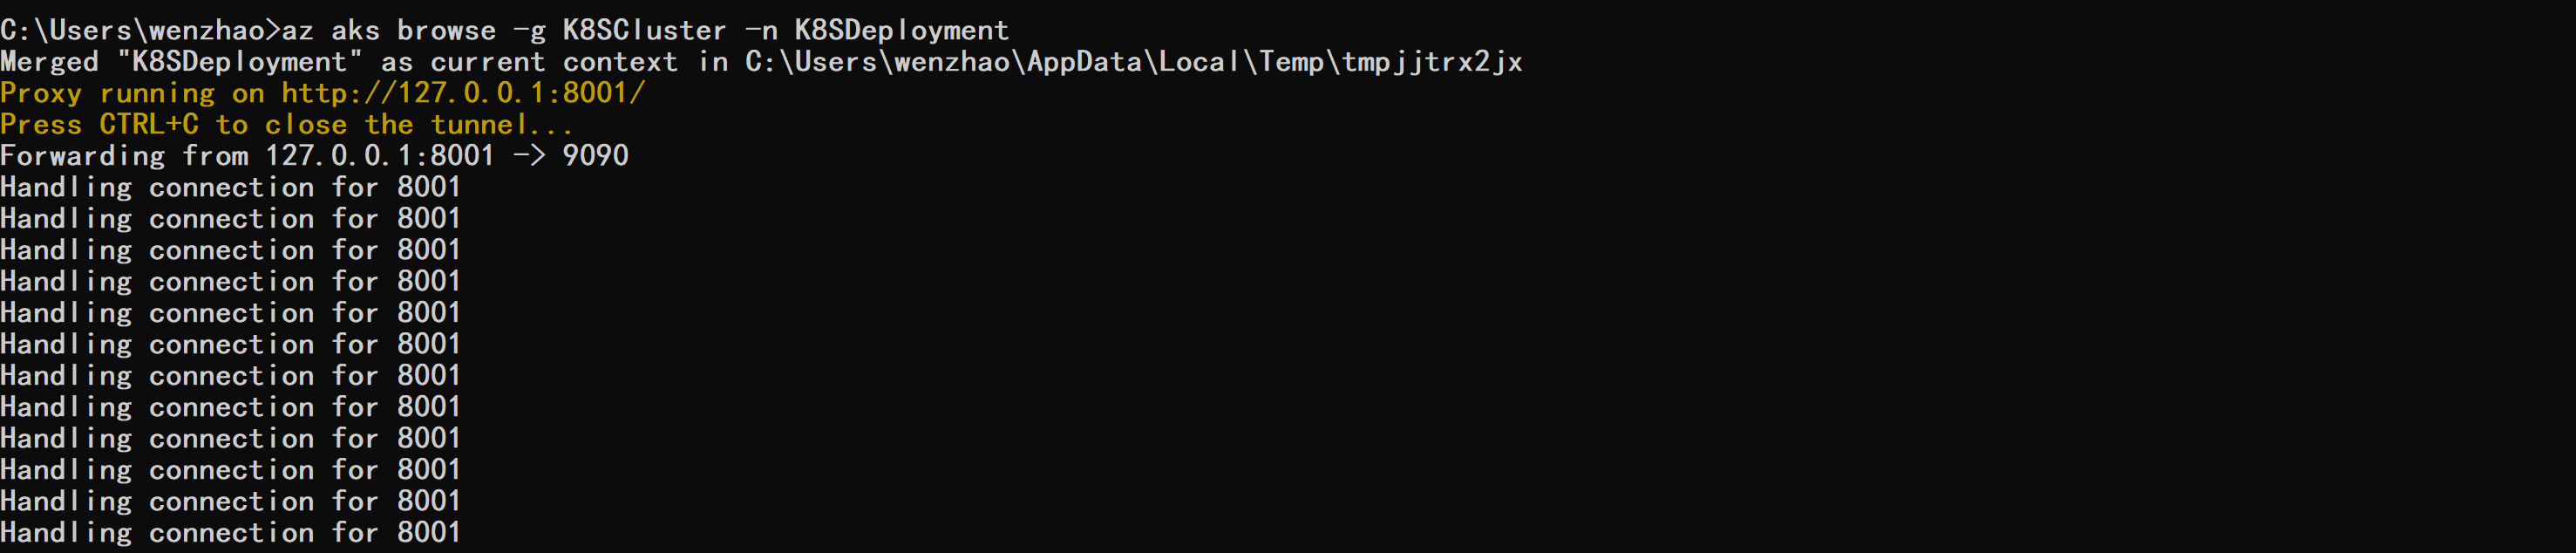 C:\Users\wenzhao>az aks browse -g K8SCluster -n K8SDeployment
Merged "K8SDeployment" as current context in C:\Users\wenzhao\AppData\Local\Temp\tmpjjtrx2jx
Proxy running on http://127.0.0.1:8001/
Press CTRL+C to close the tunnel...
Forwarding from 127.0.0.1:8001 -> 9090
Handling connection for 8001
Handling connection for 8001
Handling connection for 8001
Handling connection for 8001
Handling connection for 8001
Handling connection for 8001
Handling connection for 8001
Handling connection for 8001
Handling connection for 8001
Handling connection for 8001
Handling connection for 8001
Handling connection for 8001